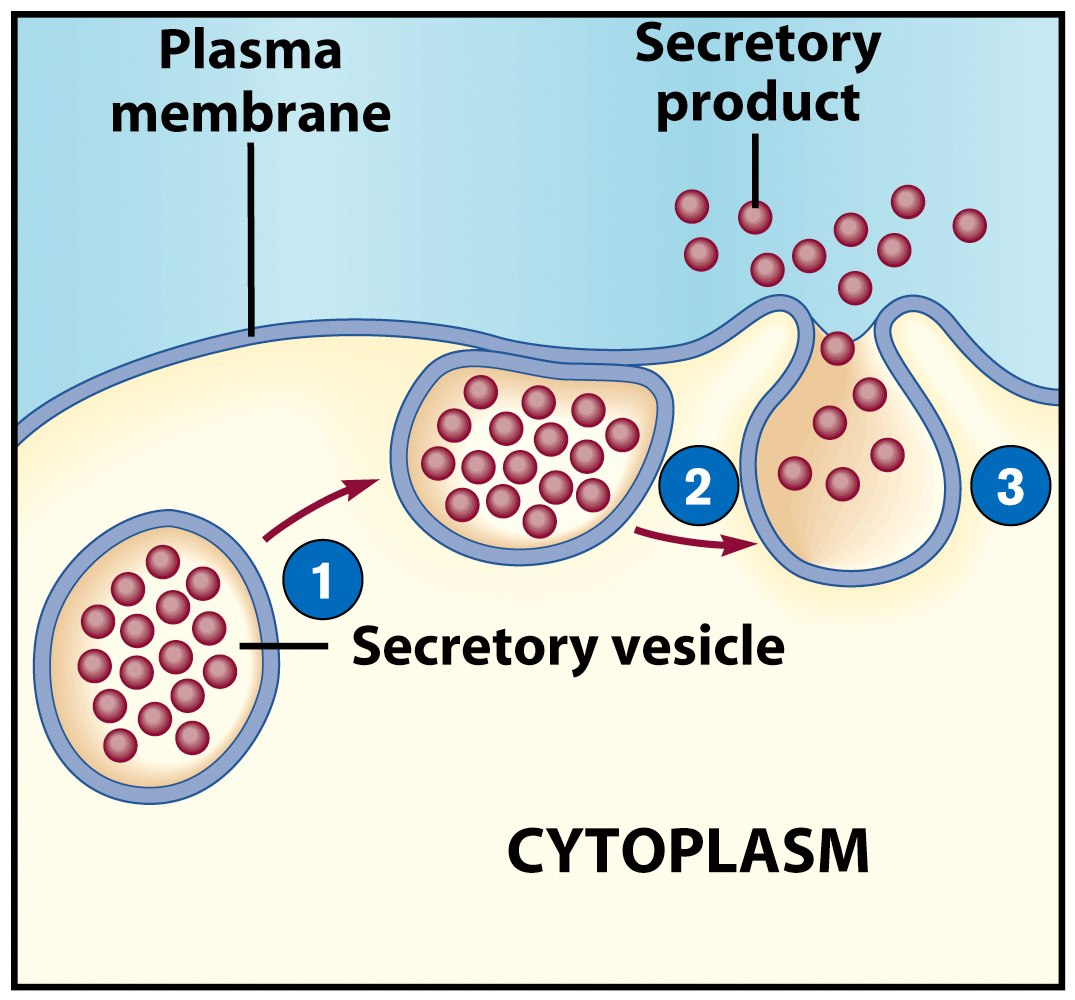 Plasma
membrane
Secretory
product
2
3
1
Secretory vesicle
CYTOPLASM